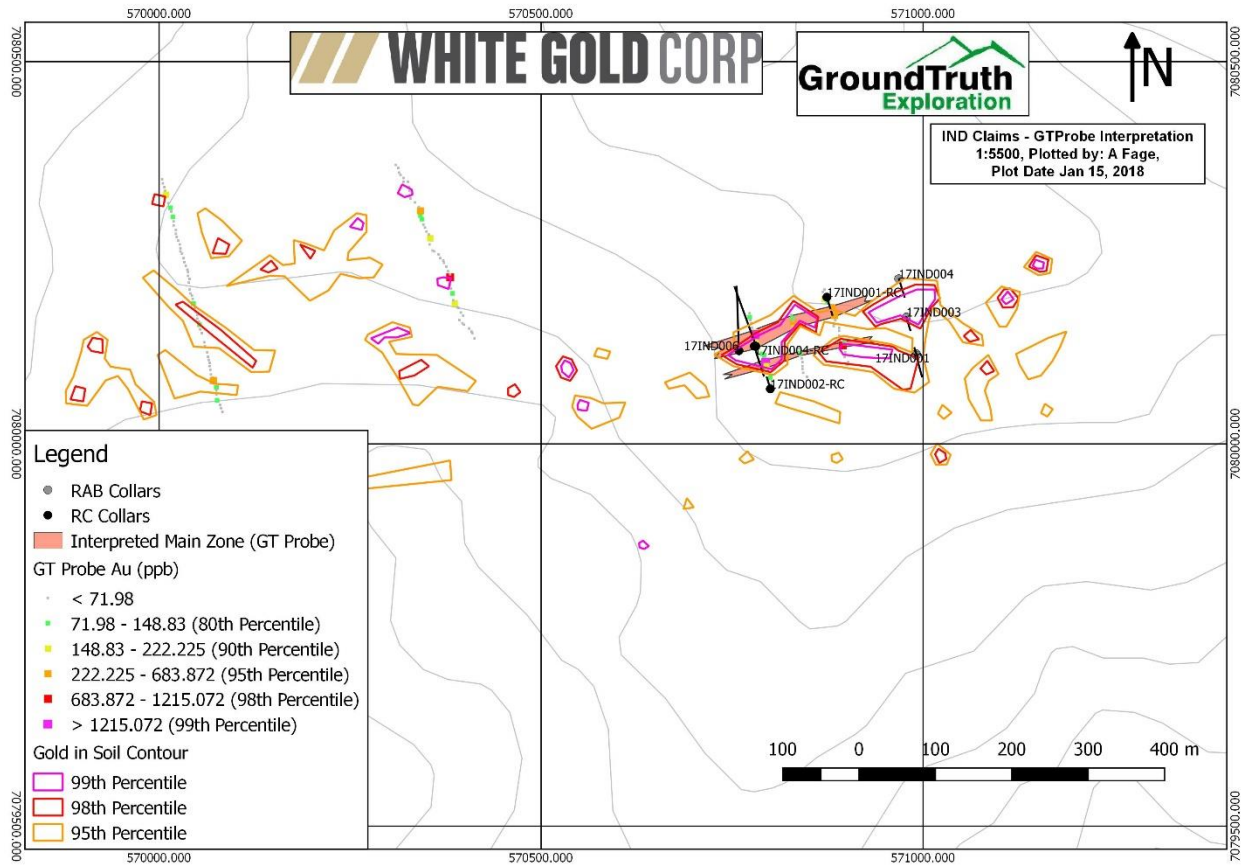 570000.000
570500.000
571000.000
7080500.000
7080500.000
WHITE GOLD CORP
GroundTruth
Exploration
N
IND Claims - GTProbe Interpretation
1:5500, Plotted by: A Fage,
Plot Date Jan 15, 2018
17IND004
17IND001-RC
17IND003
17IND006
17IND004-RC
17IND001
17IND002-RC
7080000.000
7080000.000
Legend
RAB Collars
RC Collars
Interpreted Main Zone (GT Probe)
GT Probe Au (ppb)
< 71.98
71.98 - 148.83 (80th Percentile)
148.83 - 222.225 (90th Percentile)
222.225 - 683.872 (95th Percentile)
683.872 - 1215.072 (98th Percentile)
> 1215.072 (99th Percentile)
Gold in Soil Contour
99th Percentile
98th Percentile
95th Percentile
100 0 100 200 300 400 m
7079500.000
7079500.000
570000.000
570500.000
571000.000